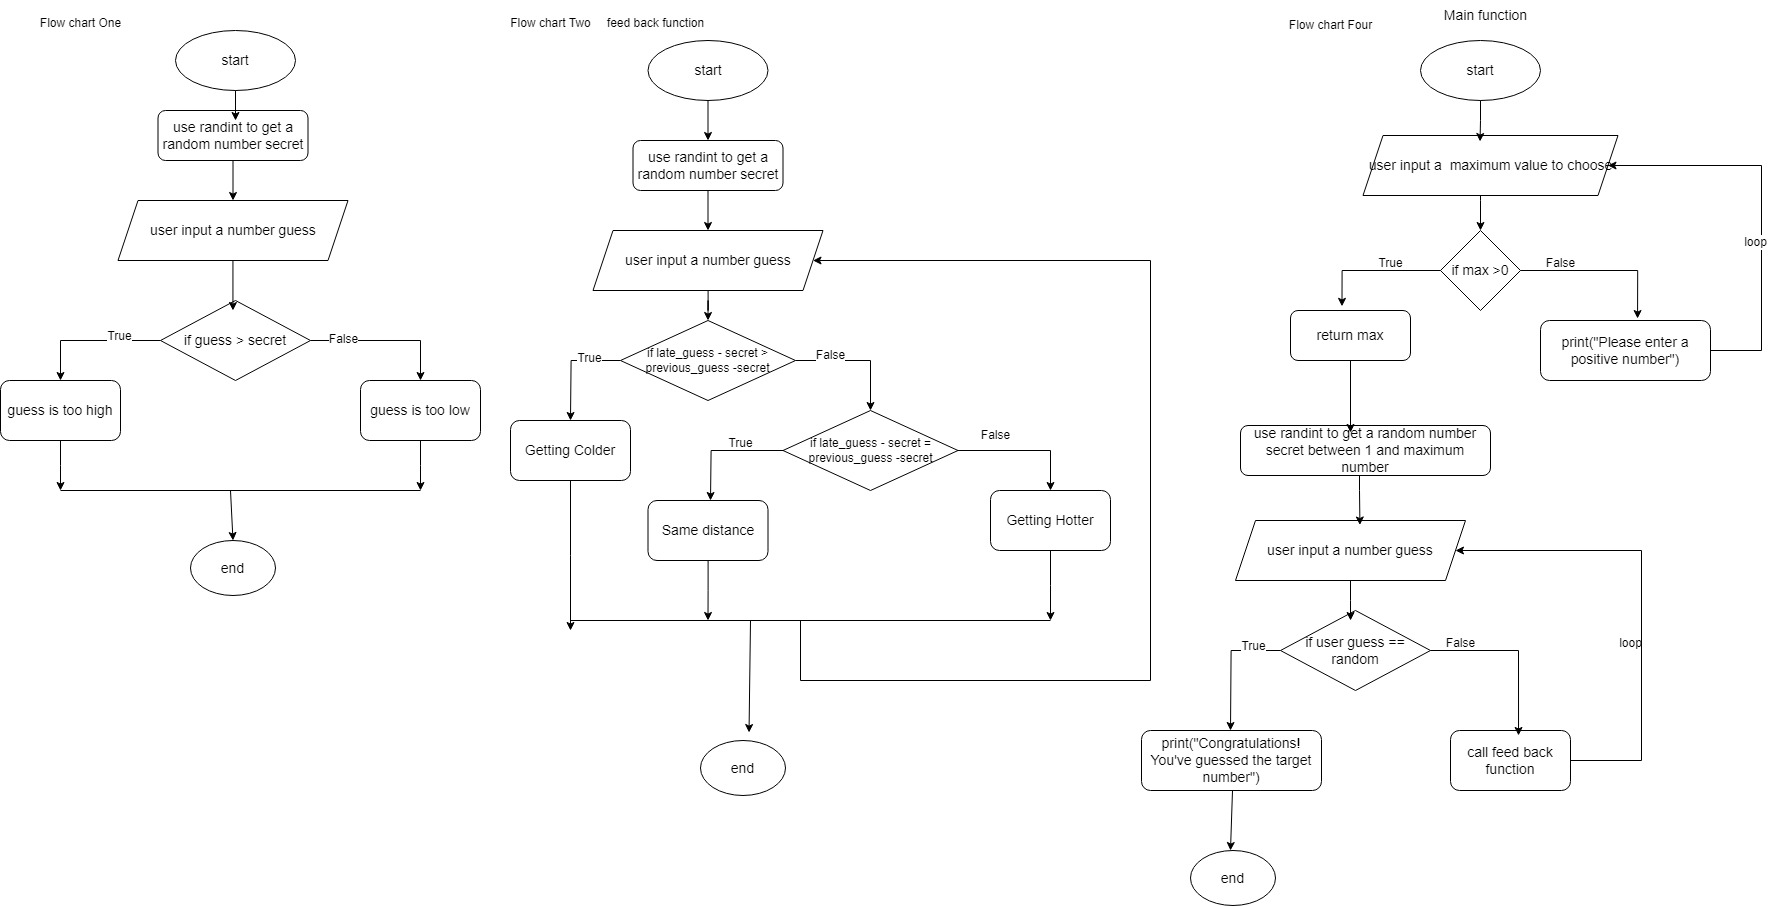 Flow chart One
start
use randint to get a
random number secret
user input a number guess
if guess > secret
True
False
guess is too high
guess is too low
end
Flow chart Two
feed back function
start
use randint to get a
random number secret
user input a number guess
if late_guess - secret >
previous_guess -secret
True
False
Getting Colder
if late_guess - secret =
previous_guess -secret
True
False
Same distance
Getting Hotter
end
Flow chart Four
Main function
start
user input a  maximum value to choose
if max >0
True
False
loop
return max
print("Please enter a
positive number")
use randint to get a random number
secret between 1 and maximum
number
user input a number guess
if user guess ==
random
True
False
loop
print("Congratulations!
You've guessed the target
number")
call feed back
function
end